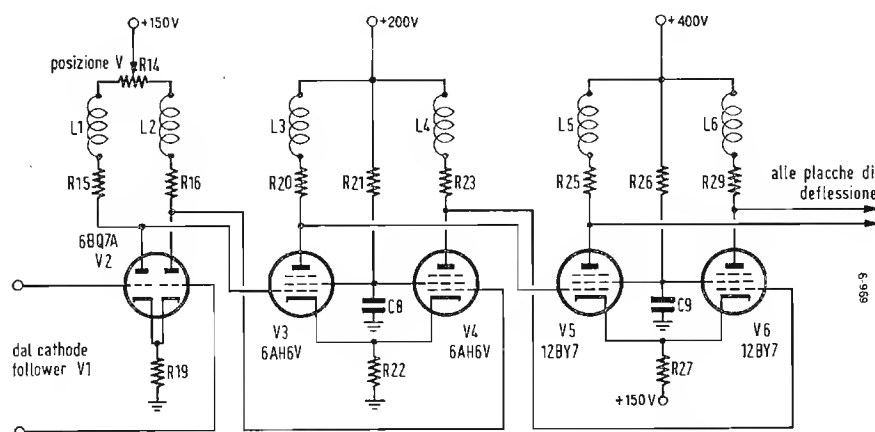 +150V
+200V
+400V
posizione V
R14
L1
L2
L3
L4
L5
L6
R15
R16
R20
R21
R23
R25
R26
R29
alle placche di
deflessione
6BQ7A
V2
C8
C9
V3
6AH6V
V4
6AH6V
V5
12BY7
V6
12BY7
dal cathode
follower V1
R19
R22
R27
+150V
6-969